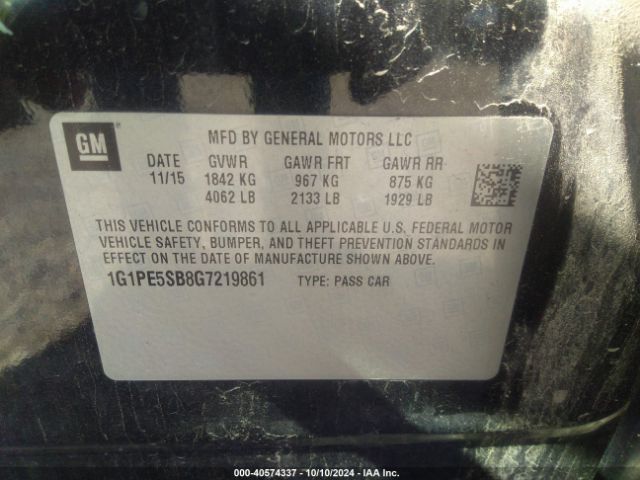 GM
MFD BY GENERAL MOTORS LLC
DATE GVWR GAWR FRT GAWR RR
11/15 1842 KG 967 KG 875 KG
4062 LB 2133 LB 1929 LB
THIS VEHICLE CONFORMS TO ALL APPLICABLE U.S. FEDERAL MOTOR
VEHICLE SAFETY, BUMPER, AND THEFT PREVENTION STANDARDS IN
EFFECT ON THE DATE OF MANUFACTURE SHOWN ABOVE.
1G1PE5SB8G7219861 TYPE: PASS CAR
000-40574337 - 10/10/2024 - IAA Inc.